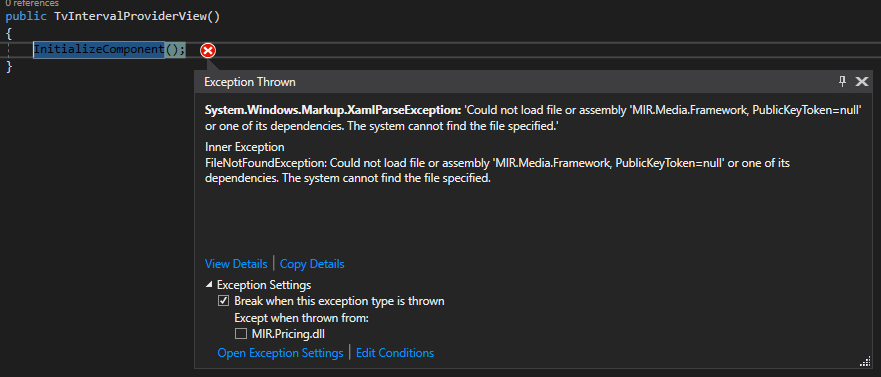 0 references
public TvIntervalProviderView()
{
InitializeComponent();
}
Exception Thrown
System.Windows.Markup.XamlParseException: 'Could not load file or assembly 'MIR.Media.Framework, PublicKeyToken=null'
or one of its dependencies. The system cannot find the file specified.'
Inner Exception
FileNotFoundException: Could not load file or assembly 'MIR.Media.Framework, PublicKeyToken=null' or one of its
dependencies. The system cannot find the file specified.
View Details | Copy Details
Exception Settings
Break when this exception type is thrown
Except when thrown from:
MIR.Pricing.dll
Open Exception Settings | Edit Conditions